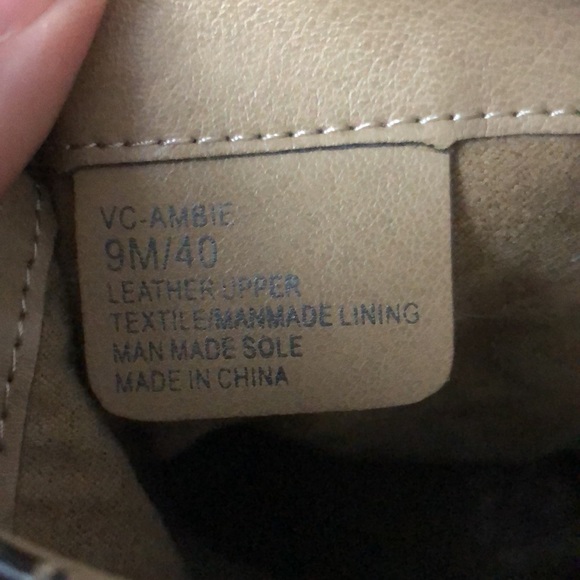 VC-AMBIE
9M/40
LEATHER UPPER
TEXTILE/MANMADE LINING
MAN MADE SOLE
MADE IN CHINA